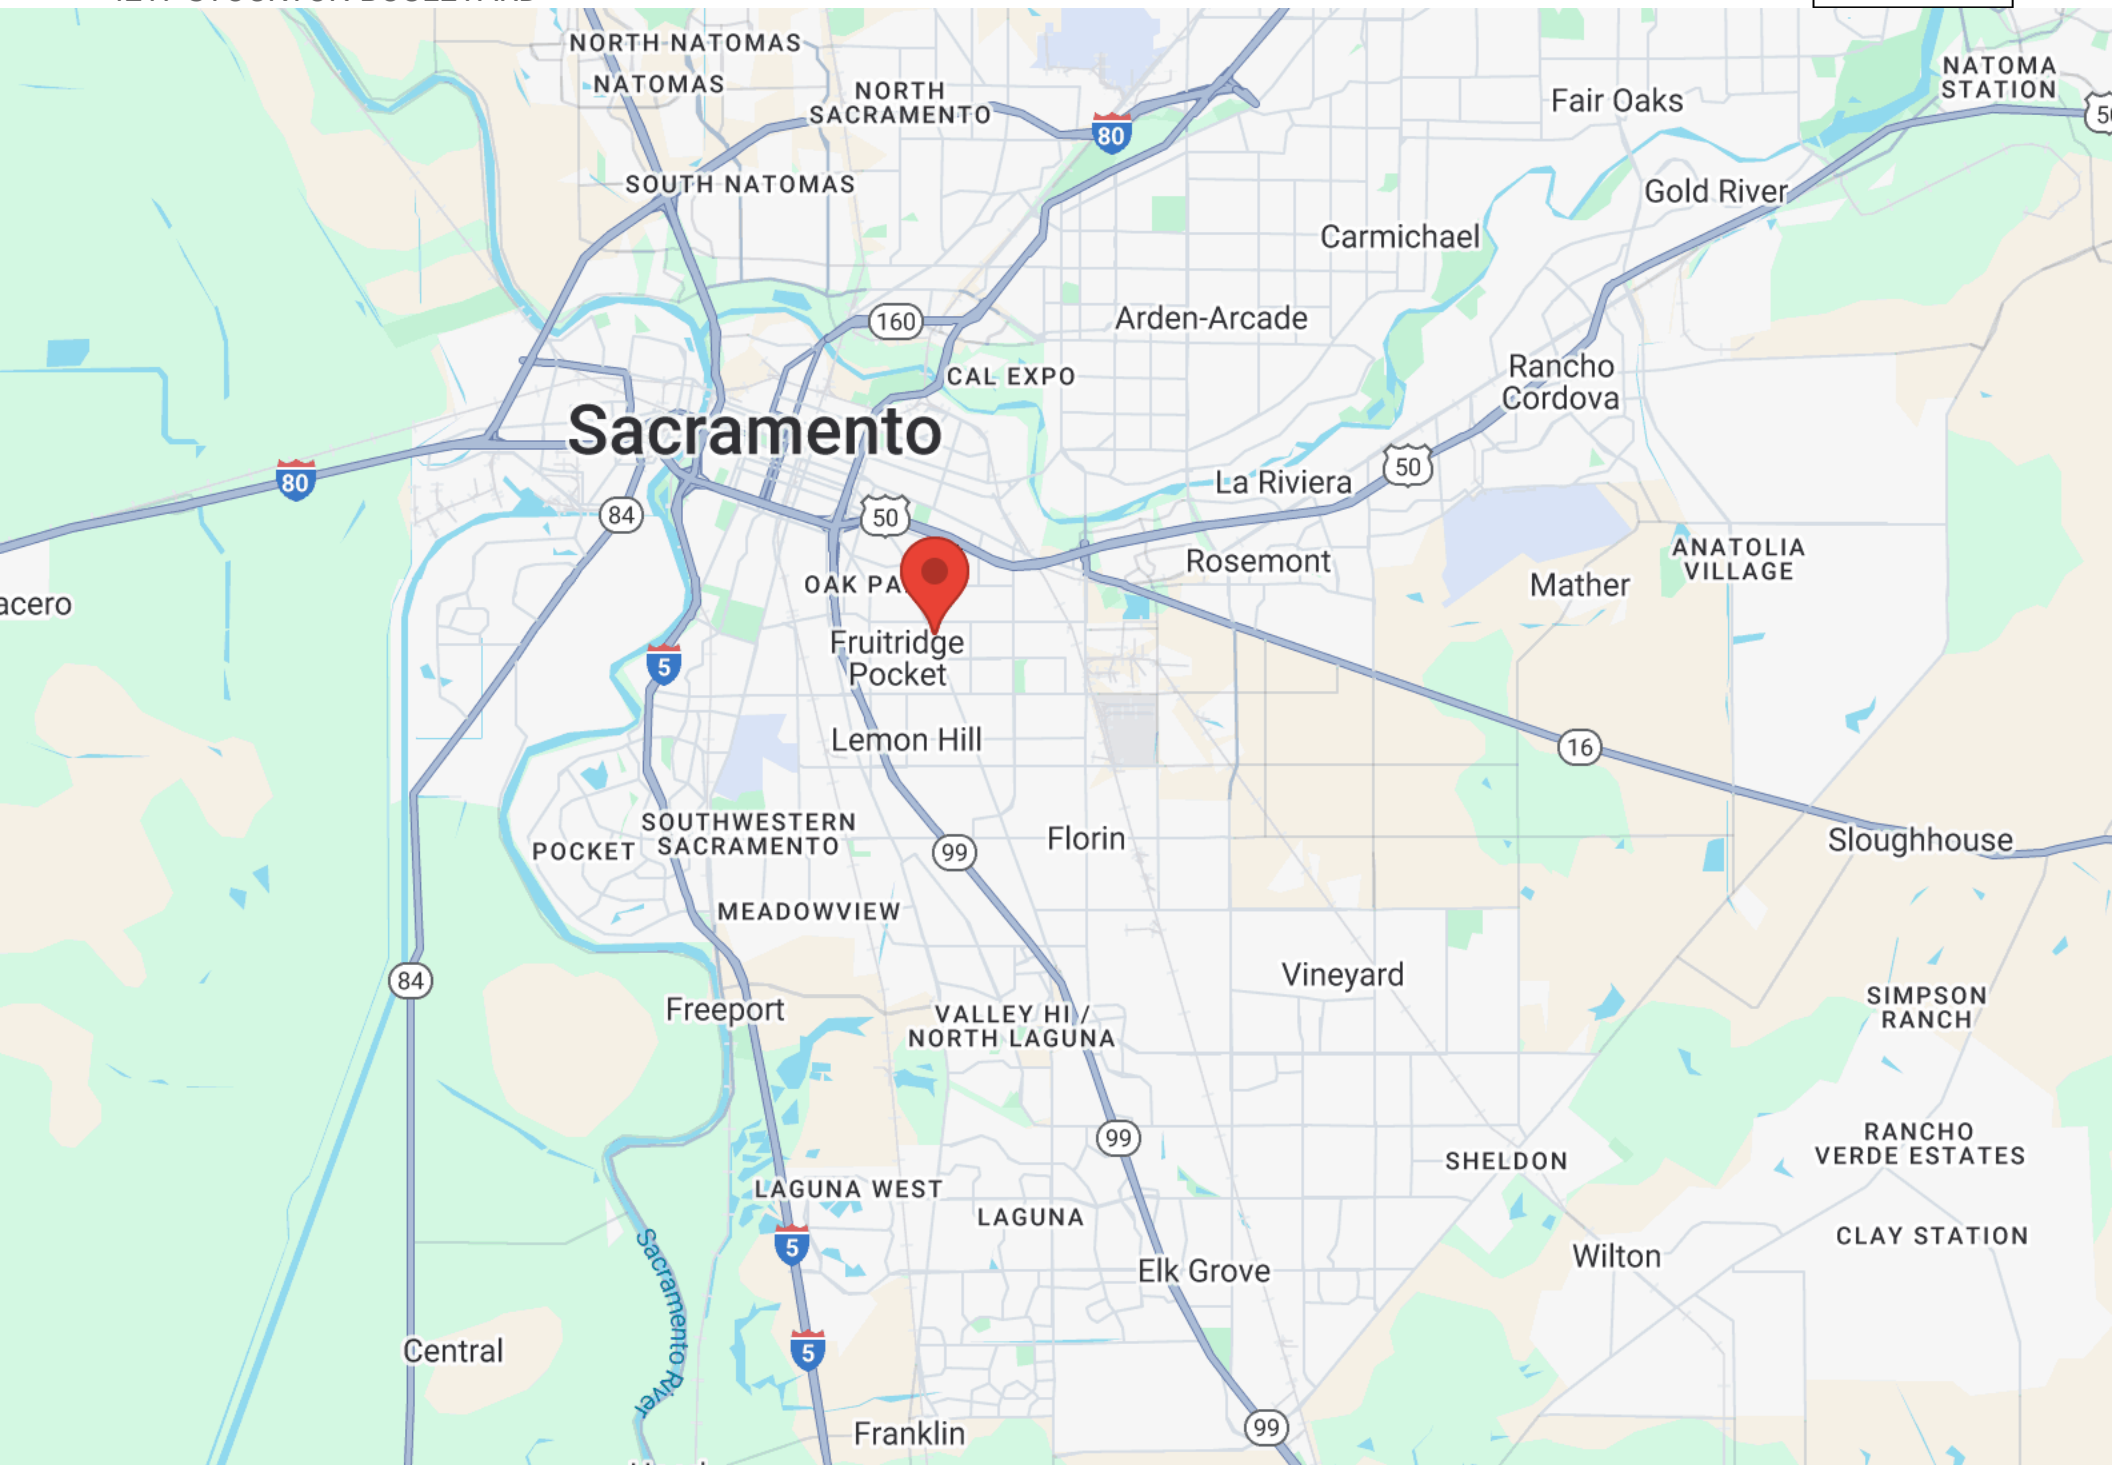 STOCKTON BOULEVARD
NORTH NATOMAS
NATOMAS
NORTH
SACRAMENTO
80
NATOMA
STATION
Fair Oaks
50
SOUTH NATOMAS
Gold River
Carmichael
160
Arden-Arcade
CAL EXPO
Rancho
Cordova
Sacramento
80
50
La Riviera
84
50
ANATOLIA
VILLAGE
Rosemont
Mather
OAK PA
acero
Fruitridge
Pocket
5
Lemon Hill
16
SOUTHWESTERN
SACRAMENTO
POCKET
99
Florin
Sloughhouse
MEADOWVIEW
84
Vineyard
SIMPSON
RANCH
Freeport
VALLEY HI /
NORTH LAGUNA
99
RANCHO
VERDE ESTATES
SHELDON
LAGUNA WEST
LAGUNA
5
CLAY STATION
Wilton
Elk Grove
Sacramento River
5
Central
99
Franklin